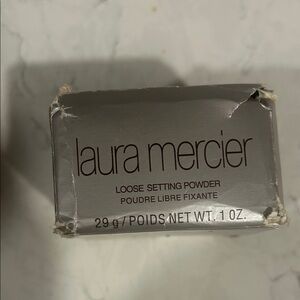 laura mercier
LOOSE SETTING POWDER
POUDRE LIBRE FIXANTE
29 g / POIDS NET WT. 1 OZ.